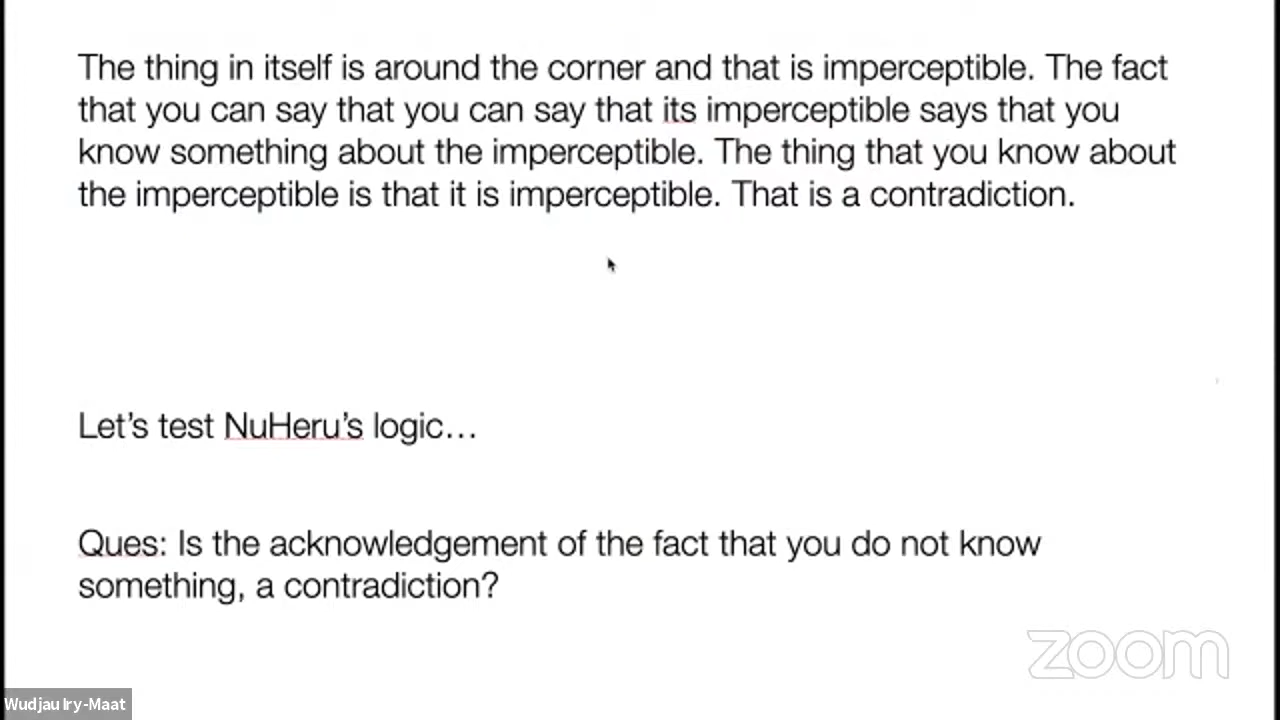 The thing in itself is around the corner and that is imperceptible. The fact
that you can say that you can say that its imperceptible says that you
know something about the imperceptible. The thing that you know about
the imperceptible is that it is imperceptible. That is a contradiction.
Let’s test NuHeru’s logic…
Ques: Is the acknowledgement of the fact that you do not know
something, a contradiction?
zoom
Wudjau Iry-Maat